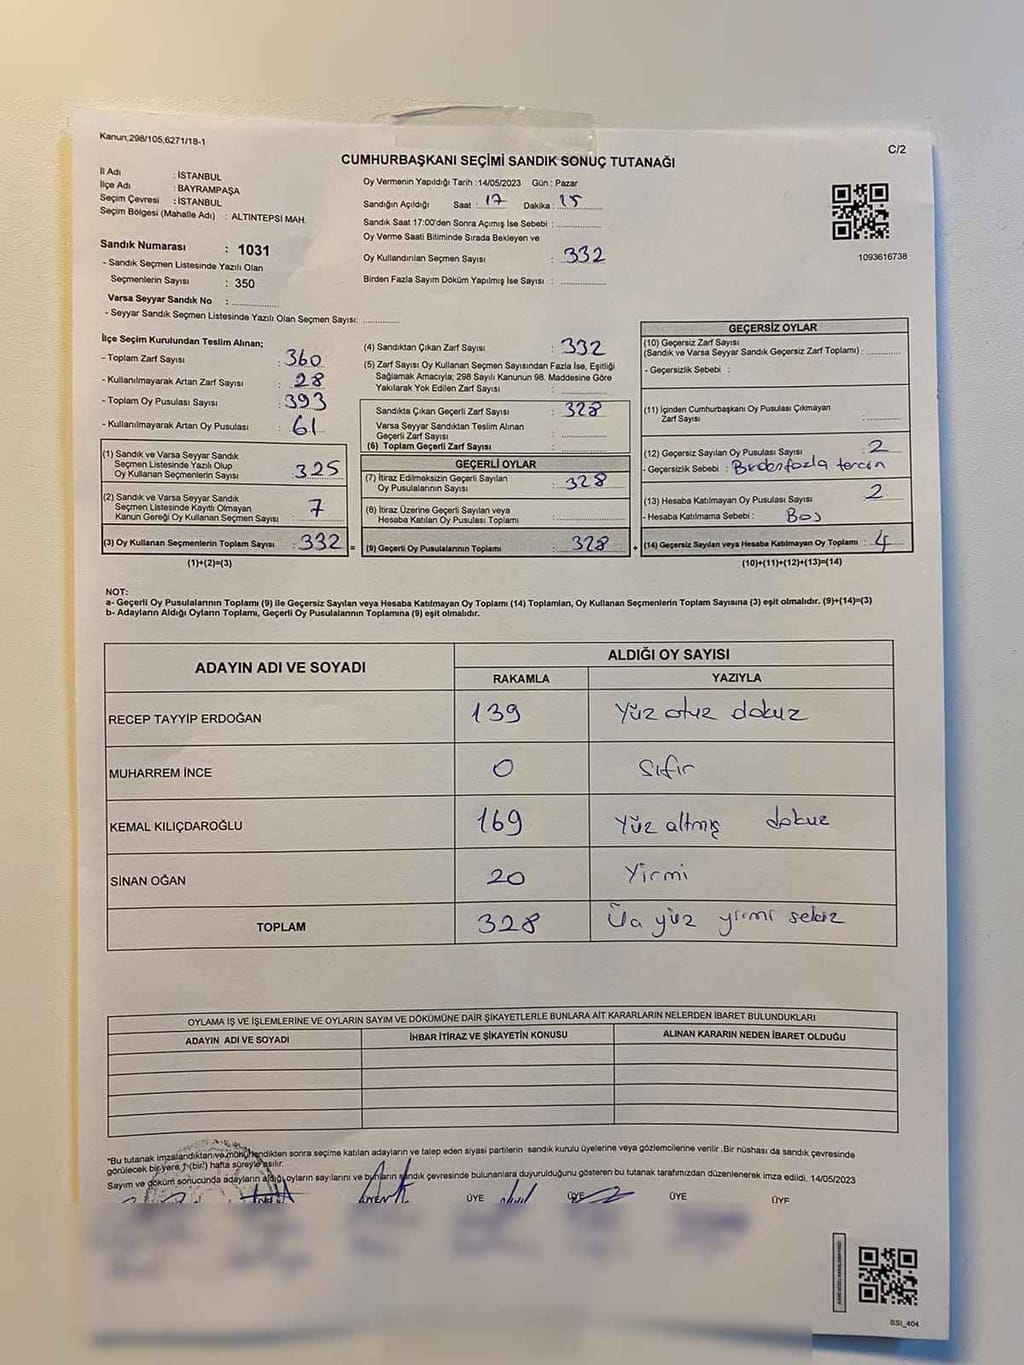 Kanun;298/105,6271/18-1
C/2
CUMHURBAŞKANI SEÇİMİ SANDIK SONUÇ TUTANAĞI
İl Adı : İSTANBUL
İlçe Adı : BAYRAMPAŞA
Seçim Çevresi : İSTANBUL
Seçim Bölgesi (Mahalle Adı) : ALTINTEPSİ MAH.
Sandık Numarası : 1031
- Sandık Seçmen Listesinde Yazılı Olan
Seçmenlerin Sayısı : 350
Varsa Seyyar Sandık No :
- Seyyar Sandık Seçmen Listesinde Yazılı Olan Seçmen Sayısı:
Oy Vermenin Yapıldığı Tarih : 14/05/2023 Gün : Pazar
Sandığın Açıldığı Saat : 17 Dakika : 15
Sandık Saat 17:00'den Sonra Açımış İse Sebebi :
Oy Verme Saati Bitiminde Sırada Bekleyen ve
Oy Kullandırılan Seçmen Sayısı : 332
Birden Fazla Sayım Döküm Yapılmış İse Sayısı :
1093616738
İlçe Seçim Kurulundan Teslim Alınan;
- Toplam Zarf Sayısı : 360
- Kullanılmayarak Artan Zarf Sayısı : 28
- Toplam Oy Pusulası Sayısı : 393
- Kullanılmayarak Artan Oy Pusulası : 61
(1) Sandık ve Varsa Seyyar Sandık
Seçmen Listesinde Yazılı Olup
Oy Kullanan Seçmenlerin Sayısı : 325
(2) Sandık ve Varsa Seyyar Sandık
Seçmen Listesinde Kayıtlı Olmayan
Kanun Gereği Oy Kullanan Seçmen Sayısı : 7
(3) Oy Kullanan Seçmenlerin Toplam Sayısı : 332 =
(1)+(2)=(3)
(4) Sandıktan Çıkan Zarf Sayısı : 332
(5) Zarf Sayısı Oy Kullanan Seçmen Sayısından Fazla İse, Eşitliği
Sağlamak Amacıyla; 298 Sayılı Kanunun 98. Maddesine Göre
Yakılarak Yok Edilen Zarf Sayısı :
Sandıkta Çıkan Geçerli Zarf Sayısı : 328
Varsa Seyyar Sandıktan Teslim Alınan
Geçerli Zarf Sayısı :
(6) Toplam Geçerli Zarf Sayısı :
GEÇERLİ OYLAR
(7) İtiraz Edilmeksizin Geçerli Sayılan
Oy Pusulalarının Sayısı : 328
(8) İtiraz Üzerine Geçerli Sayılan veya
Hesaba Katılan Oy Pusulası Toplamı :
(9) Geçerli Oy Pusulalarının Toplamı : 328 +
GEÇERSİZ OYLAR
(10) Geçersiz Zarf Sayısı
(Sandık ve Varsa Seyyar Sandık Geçersiz Zarf Toplamı) :
- Geçersizlik Sebebi :
(11) İçinden Cumhurbaşkanı Oy Pusulası Çıkmayan
Zarf Sayısı :
(12) Geçersiz Sayılan Oy Pusulası Sayısı : 2
- Geçersizlik Sebebi : Birden fazla tercin
(13) Hesaba Katılmayan Oy Pusulası Sayısı 2
- Hesaba Katılmama Sebebi : Boş
(14) Geçersiz Sayılan veya Hesaba Katılmayan Oy Toplamı : 4
(10)+(11)+(12)+(13)=(14)
NOT:
a- Geçerli Oy Pusulalarının Toplamı (9) ile Geçersiz Sayılan veya Hesaba Katılmayan Oy Toplamı (14) Toplamları, Oy Kullanan Seçmenlerin Toplam Sayısına (3) eşit olmalıdır. (9)+(14)=(3)
b- Adayların Aldığı Oyların Toplamı, Geçerli Oy Pusulalarının Toplamına (9) eşit olmalıdır.
ADAYIN ADI VE SOYADI ALDIĞI OY SAYISI
RAKAMLA YAZIYLA
RECEP TAYYİP ERDOĞAN 139 Yüz otuz dokuz
MUHARREM İNCE 0 Sıfır
KEMAL KILIÇDAROĞLU 169 Yüz altmış dokuz
SİNAN OĞAN 20 Yirmi
TOPLAM 328 Üç yüz yirmi sekiz
OYLAMA İŞ VE İŞLEMLERİNE VE OYLARIN SAYIM VE DÖKÜMÜNE DAİR ŞİKAYETLERLE BUNLARA AİT KARARLARIN NELERDEN İBARET BULUNDUKLARI
ADAYIN ADI VE SOYADI İHBAR İTİRAZ VE ŞİKAYETİN KONUSU ALINAN KARARIN NEDEN İBARET OLDUĞU
*Bu tutanak imzalandıktan ve mühürlendikten sonra seçime katılan adayların ve talep eden siyasi partilerin sandık kurulu üyelerine veya gözlemcilerine verilir .Bir nüshası da sandık çevresinde
görülecek bir yere 1 (bir) hafta süreyle asılır.
Sayım ve döküm sonucunda adayların aldığı oyların sayılarını ve bunların sandık çevresinde bulunanlara duyurulduğunu gösteren bu tutanak tarafımızdan düzenlenerek imza edildi. 14/05/2023
ÜYE ÜYE ÜYE ÜYE
SSI_404